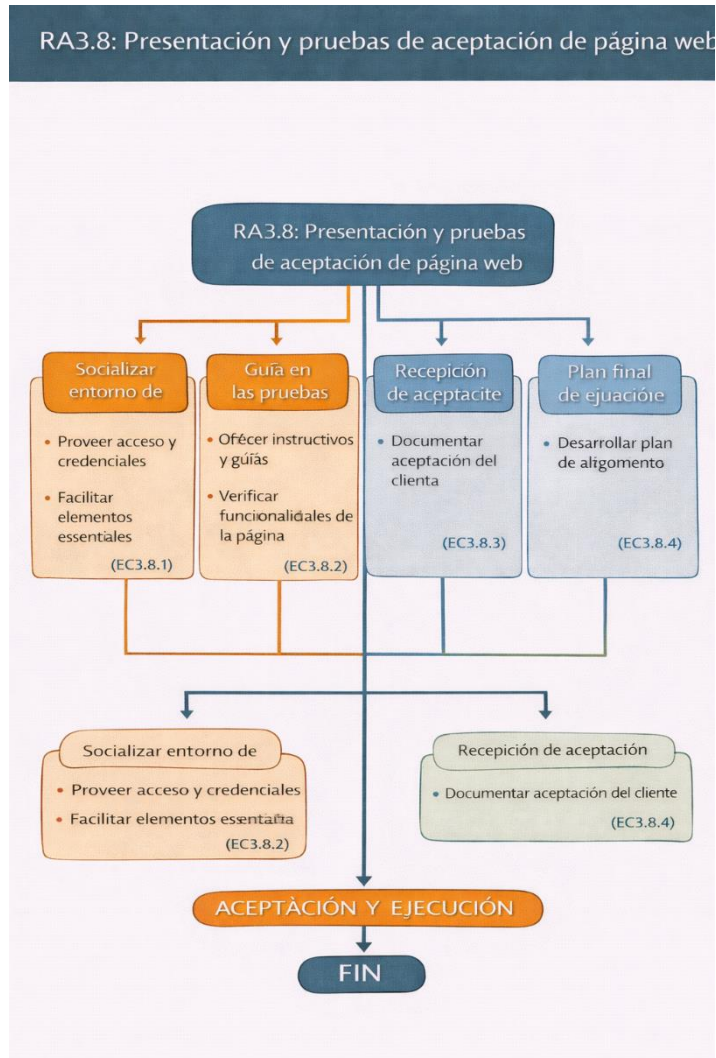 RA3.8: Presentación y pruebas de aceptación de página web
RA3.8: Presentación y pruebas
de aceptación de página web
Socializar
entorno de
• Proveer acceso y
credenciales
• Facilitar
elementos
essentiales
(EC3.8.1)
Guía en
las pruebas
• Ofécer instructivos
y guíás
• Verificar
funcionalidales de
la página
(EC3.8.2)
Recepición
de acęptacite
• Documentar
aceptación del
clienta
(EC3.8.3)
Plan final
de ejuacióıe
• Desarrollar plan
de aligomento
(EC3.8.4)
Socializar entorno de
• Proveer acceso y credenciales
• Facilitar elementos
(EC3.8.2)
Recepición de aceptación
• Documentar aceptación del cliente
(EC3.8.4)
ACEPTÀCIÓN Y EJECUCIÓN
FIN